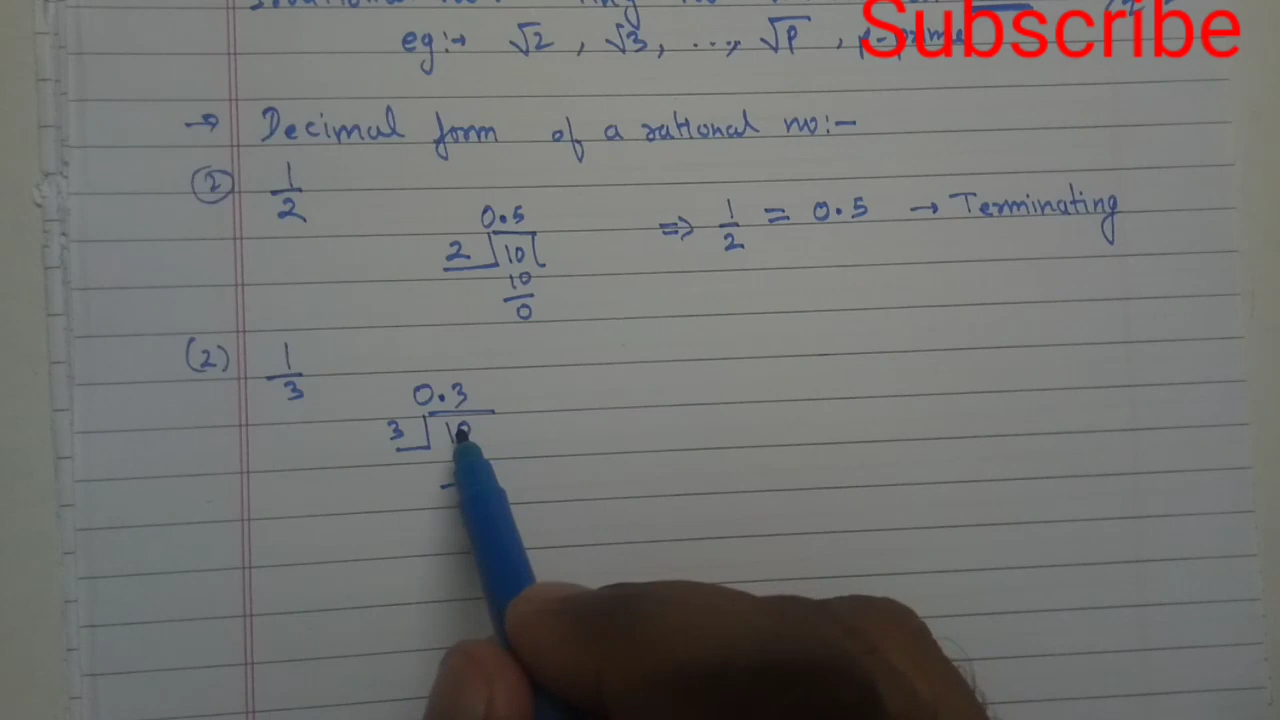 Subscribe
eg:→ √2 , √3, ..., √p ,
→ Decimal form of a rational no:-
(2) 1/2
0.5
2 10
10
0
⇒ 1/2 = 0.5 → Terminating
(2) 1/3
0.3
3 10